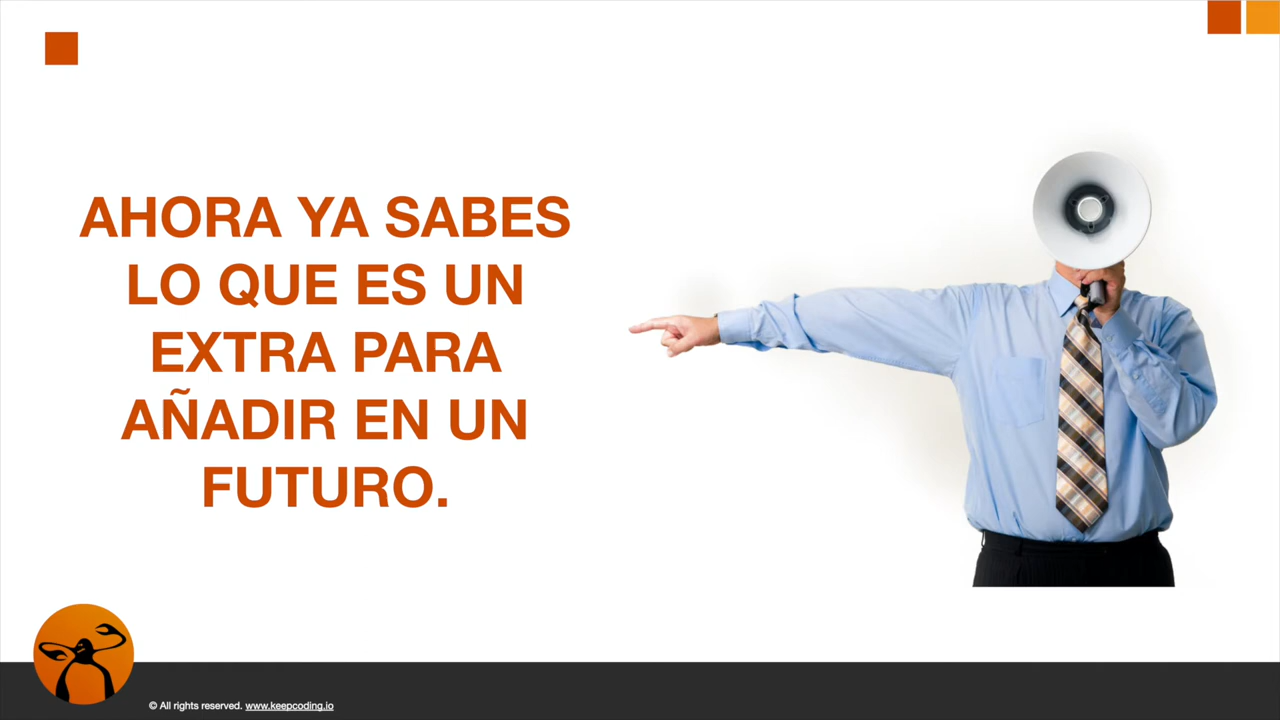 AHORA YA SABES
LO QUE ES UN
EXTRA PARA
AÑADIR EN UN
FUTURO.
© All rights reserved. www.keepcoding.io